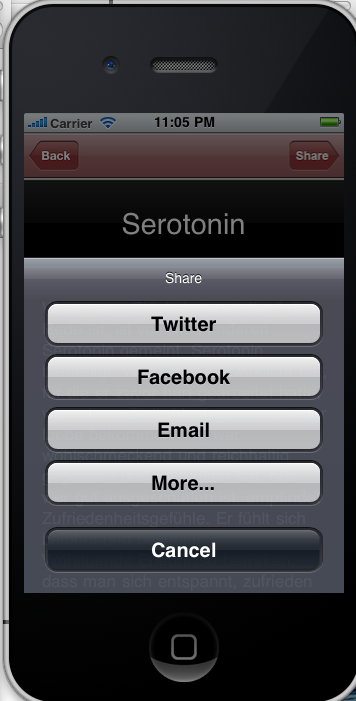 Carrier 11:05 PM
Back Share
Serotonin
Share
Twitter
Facebook
Email
More...
Zufriedenheitsgefühle. Er fühlt sich
Cancel
dass man sich entspannt, zufrieden